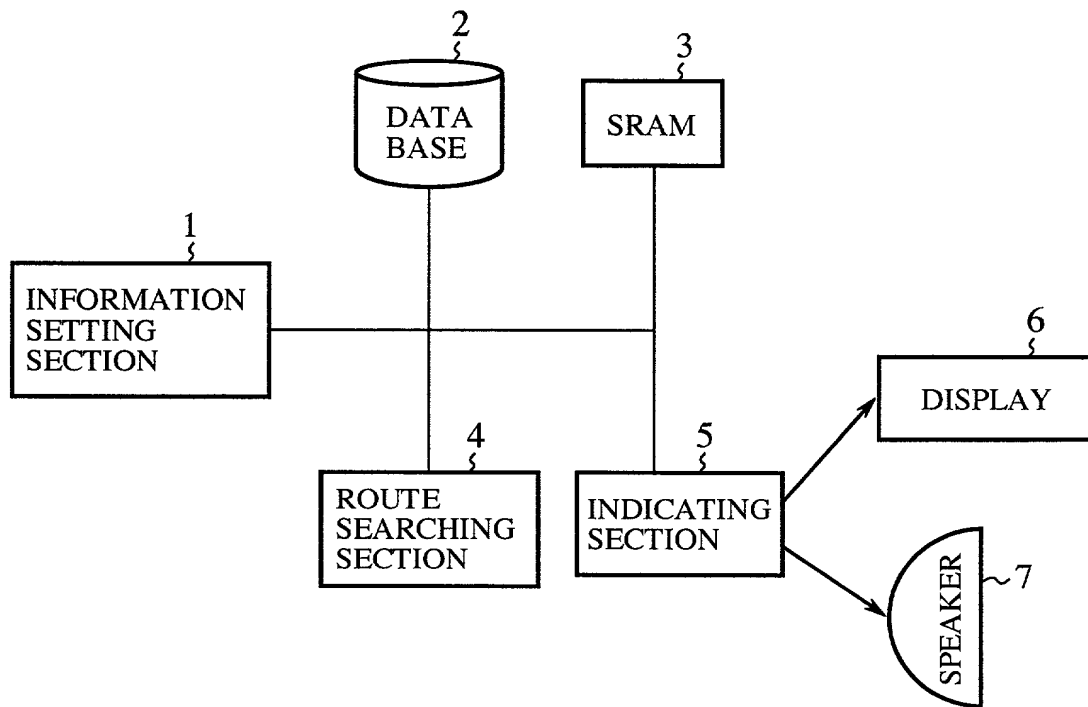 2
DATA
BASE
3
SRAM
1
INFORMATION
SETTING
SECTION
6
DISPLAY
4
ROUTE
SEARCHING
SECTION
5
INDICATING
SECTION
7
SPEAKER